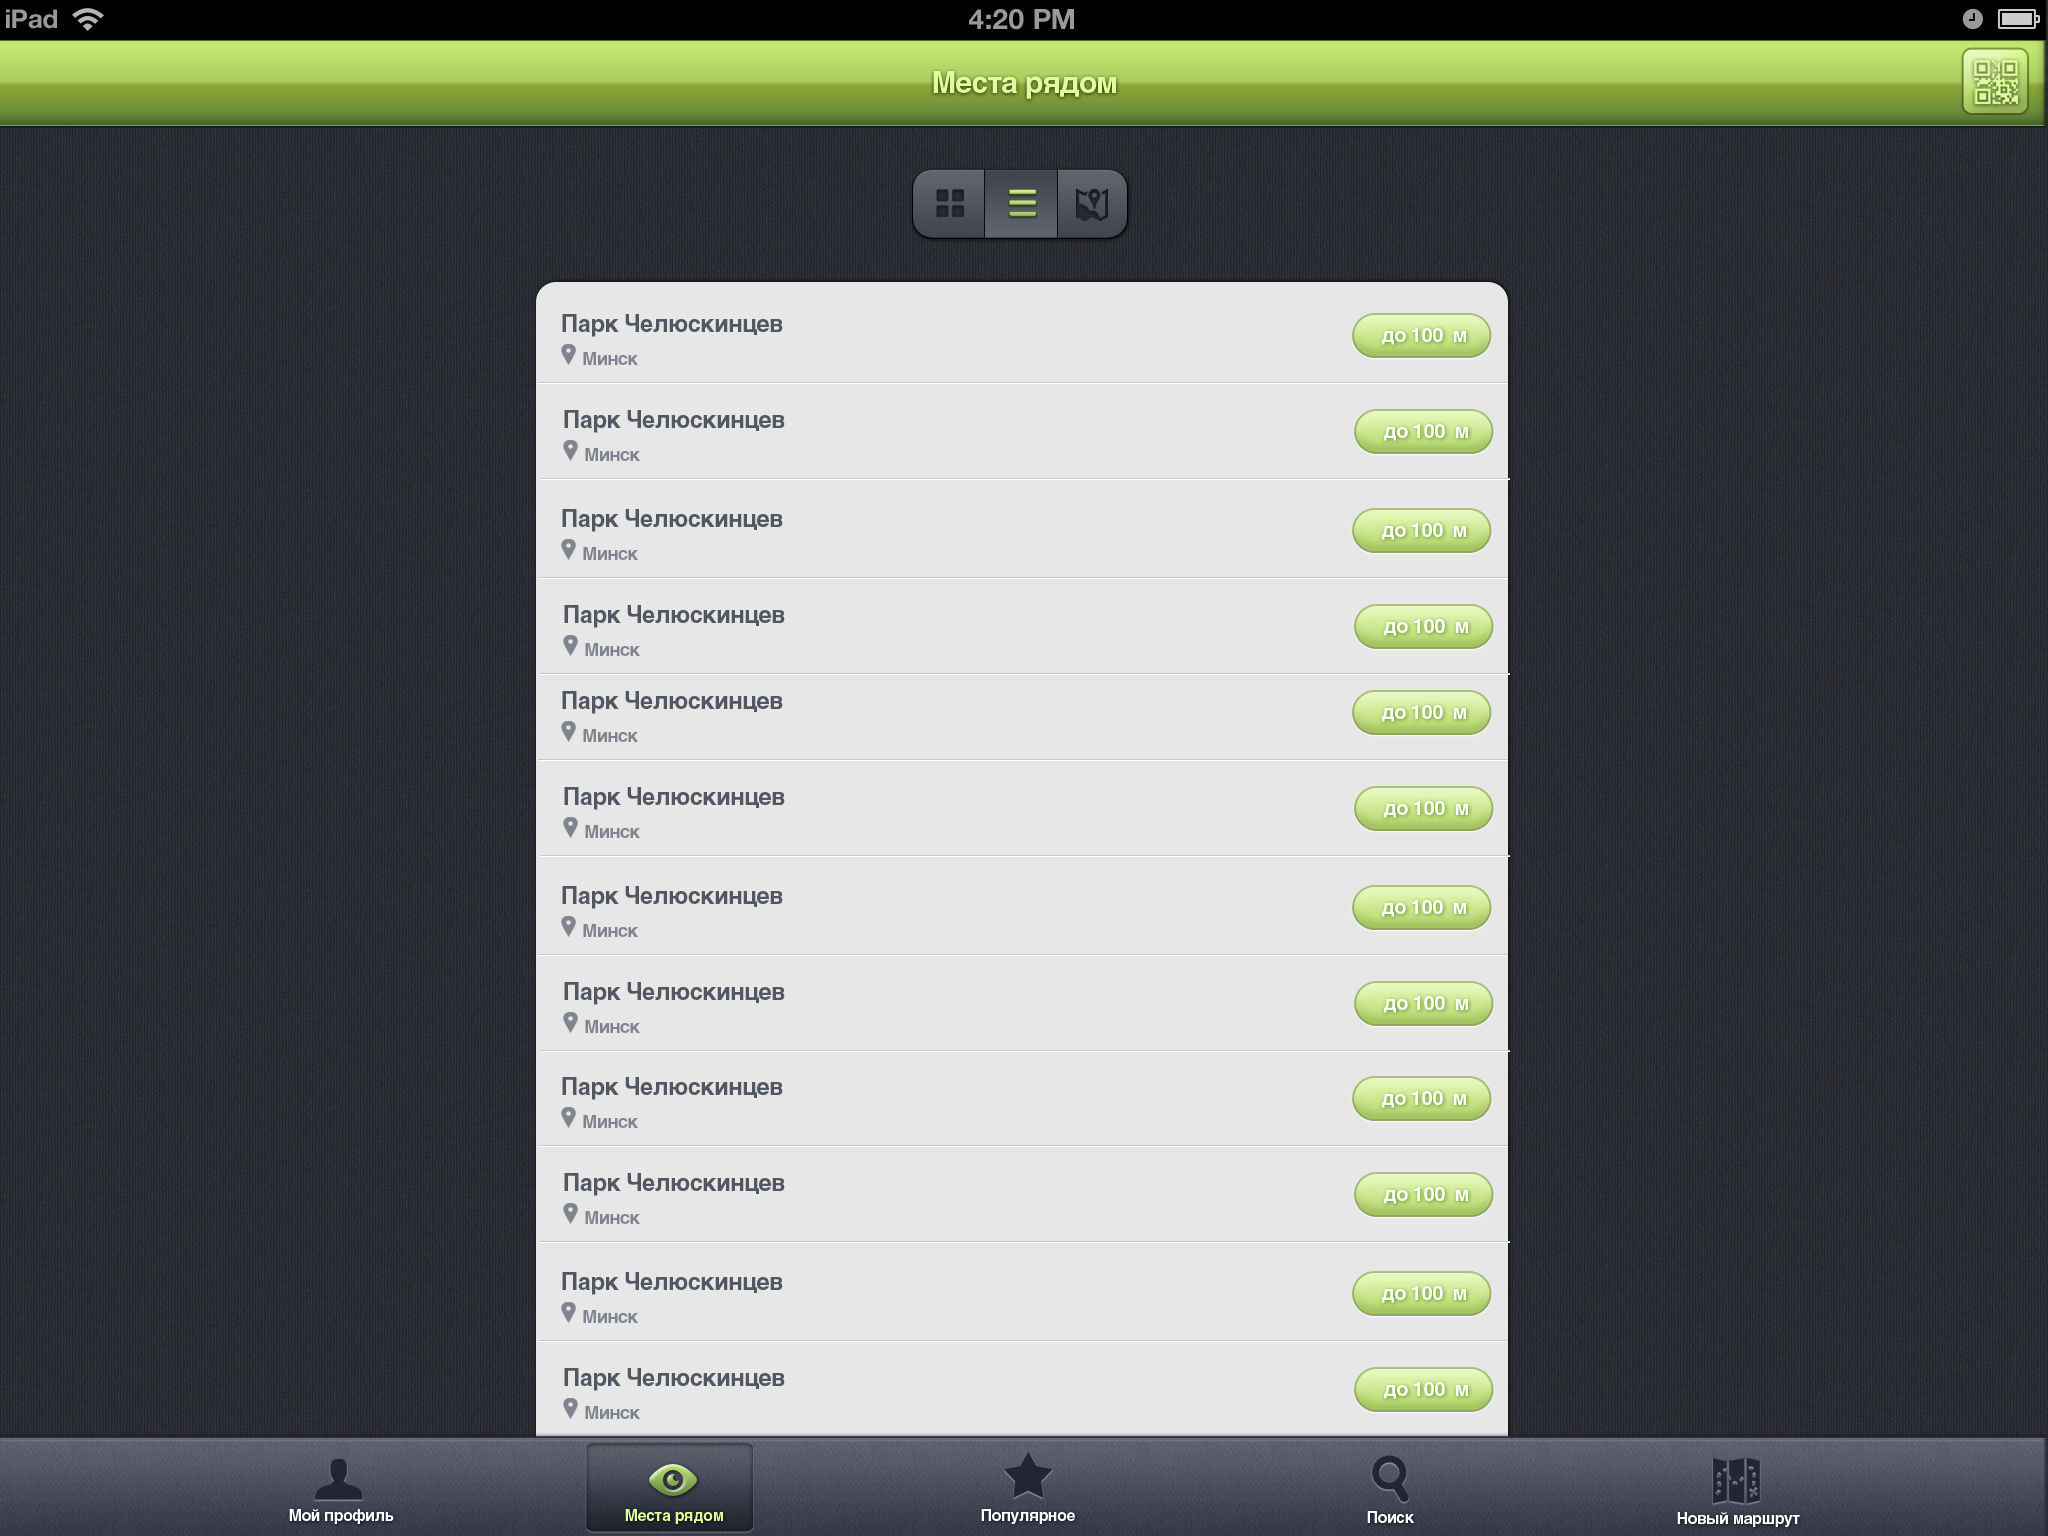 iPad
4:20 PM
Места рядом
Парк Челюскинцев
до 100 м
Минск
Парк Челюскинцев
до 100 м
Минск
Парк Челюскинцев
до 100 м
Минск
Парк Челюскинцев
до 100 м
Минск
Парк Челюскинцев
до 100 м
Минск
Парк Челюскинцев
до 100 м
Минск
Парк Челюскинцев
до 100 м
Минск
Парк Челюскинцев
до 100 м
Минск
Парк Челюскинцев
до 100 м
Минск
Парк Челюскинцев
до 100 м
Минск
Парк Челюскинцев
до 100 м
Минск
Парк Челюскинцев
до 100 м
Минск
Мой профиль
Места рядом
Популярное
Поиск
Новый маршрут